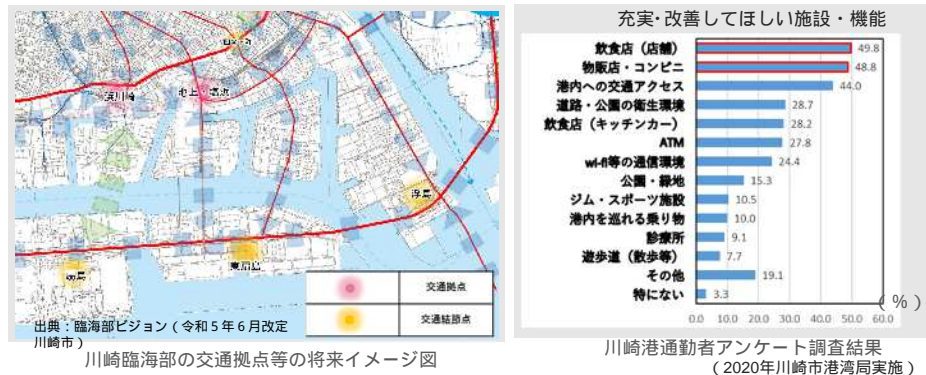 浜川崎
池上・塩浜
浮島
扇島
東扇島
交通拠点
交通結節点
出典：臨海部ビジョン（令和５年６月改定
川崎市）
川崎臨海部の交通拠点等の将来イメージ図
充実・改善してほしい施設・機能
飲食店（店舗） 49.8
物販店・コンビニ 48.8
港内への交通アクセス 44.0
道路・公園の衛生環境 28.7
飲食店（キッチンカー） 28.2
ATM 27.8
wi-fi等の通信環境 24.4
公園・緑地 15.3
ジム・スポーツ施設 10.5
港内を巡れる乗り物 10.0
診療所 9.1
遊歩道（散歩等） 7.7
その他 19.1
特にない 3.3
（％）
0.0 10.0 20.0 30.0 40.0 50.0 60.0
川崎港通勤者アンケート調査結果
（2020年川崎市港湾局実施）